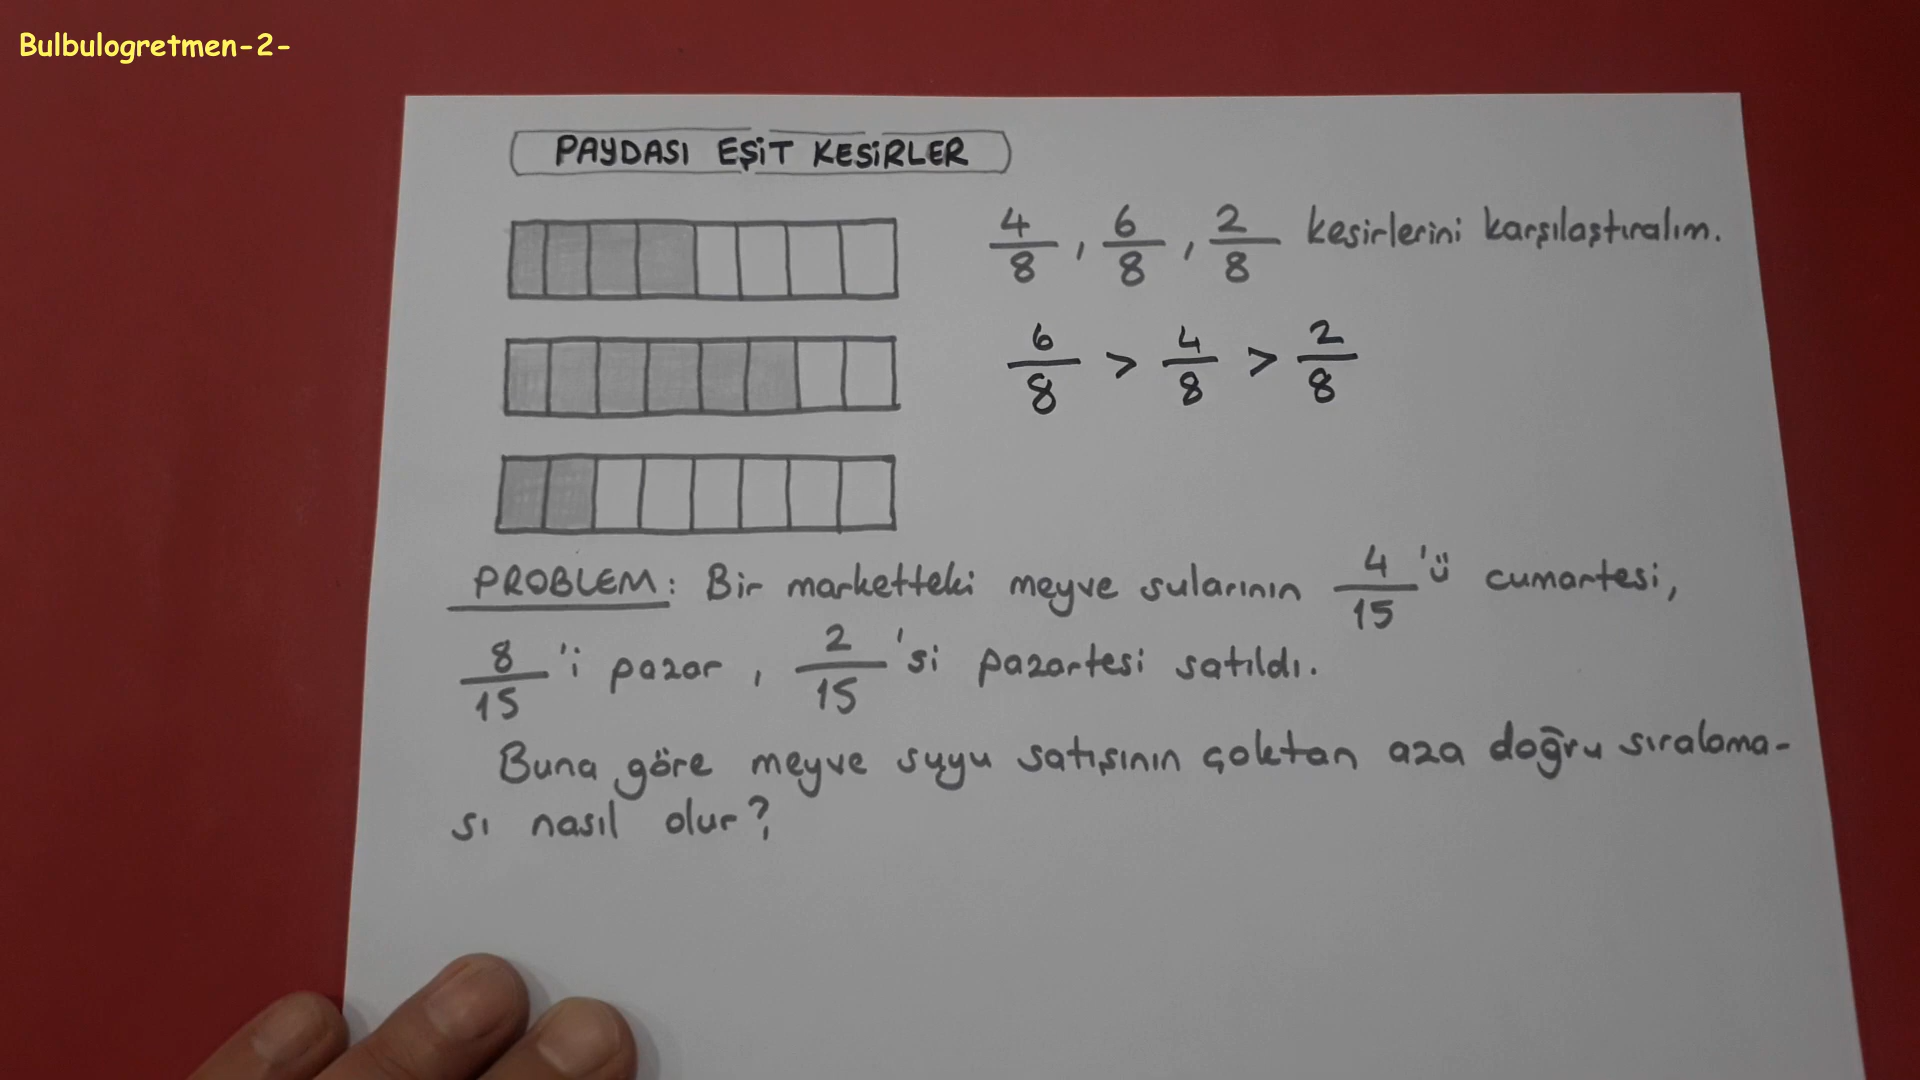 Bulbulogretmen-2-
PAYDASI EŞİT KESİRLER
4/8, 6/8, 2/8 kesirlerini karşılaştıralım.
6/8 > 4/8 > 2/8
PROBLEM: Bir marketteki meyve sularının 4/15'ü cumartesi,
8/15'i pazar, 2/15'si pazartesi satıldı.
Buna göre meyve suyu satışının çoktan aza doğru sıralama-
sı nasıl olur?